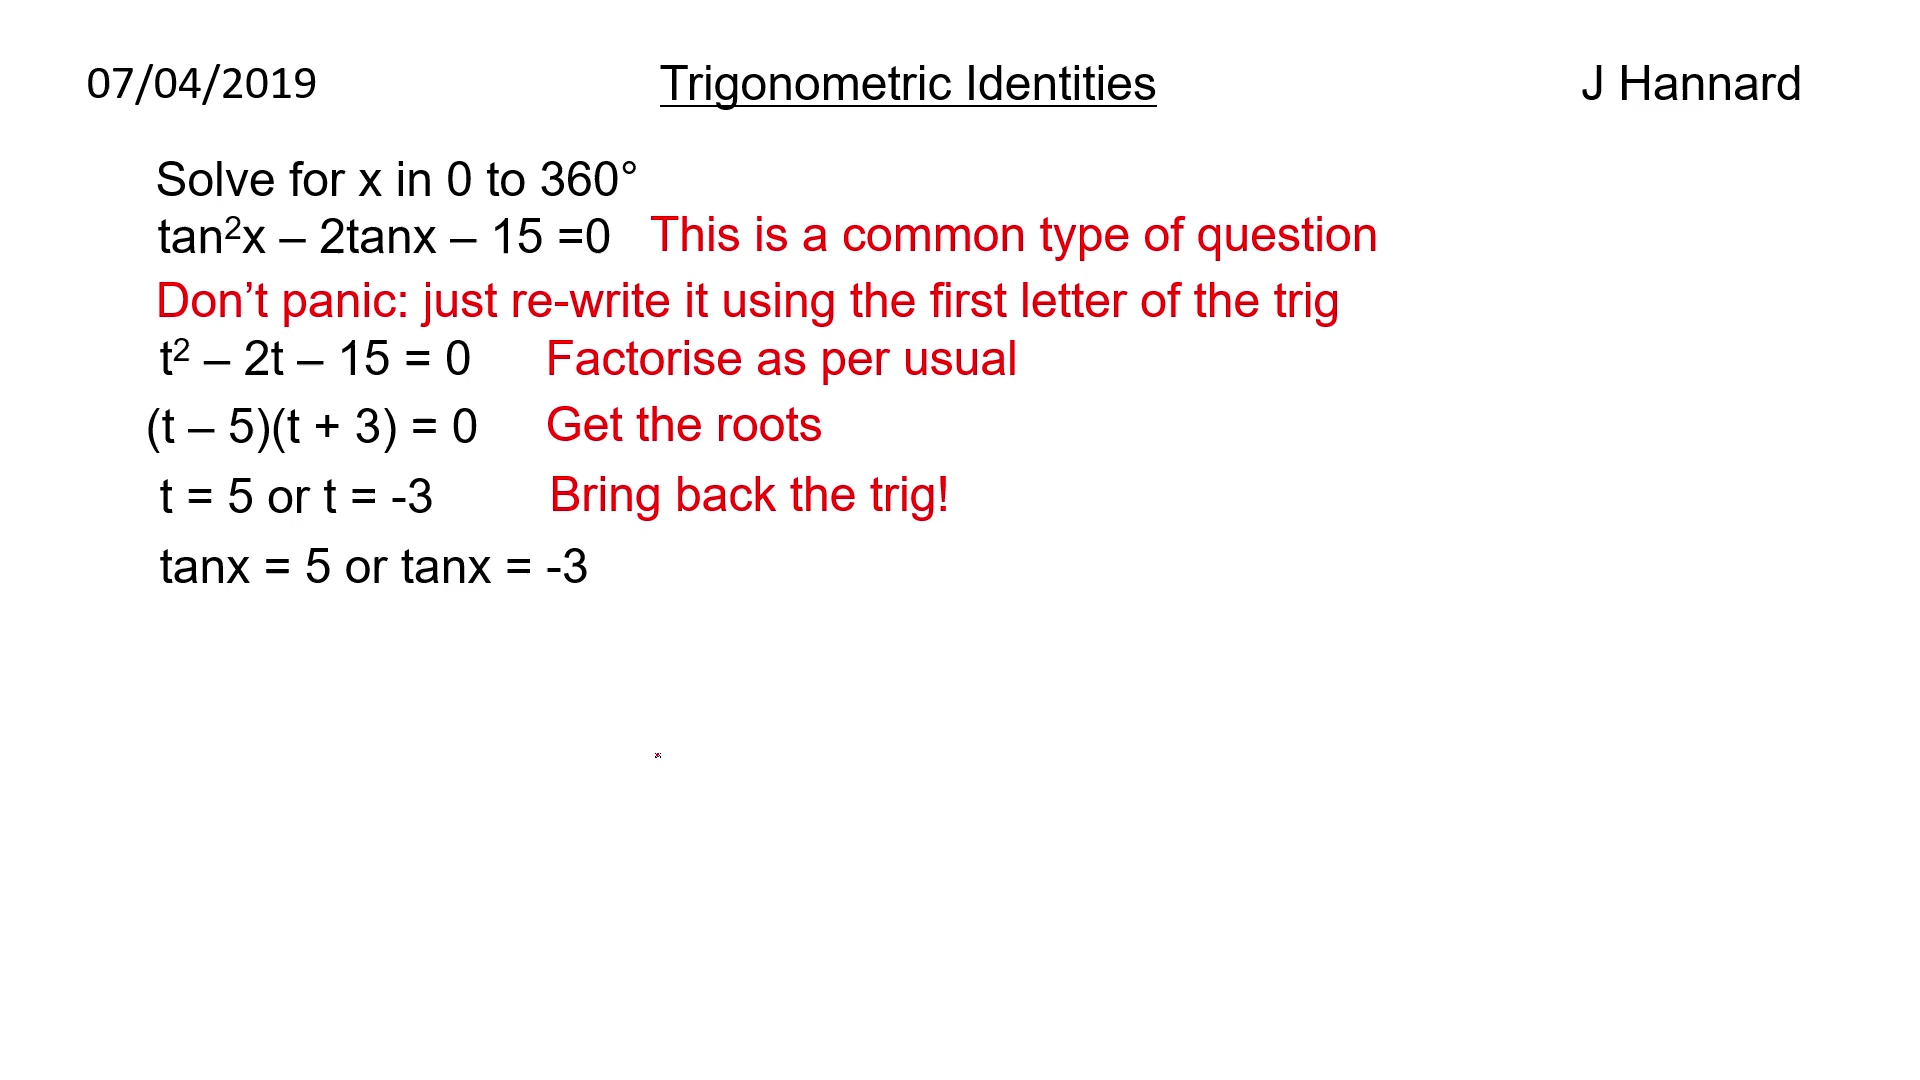 07/04/2019 Trigonometric Identities J Hannard
Solve for x in 0 to 360°
tan²x – 2tanx – 15 =0 This is a common type of question
Don’t panic: just re-write it using the first letter of the trig
t² – 2t – 15 = 0 Factorise as per usual
(t – 5)(t + 3) = 0 Get the roots
t = 5 or t = -3 Bring back the trig!
tanx = 5 or tanx = -3